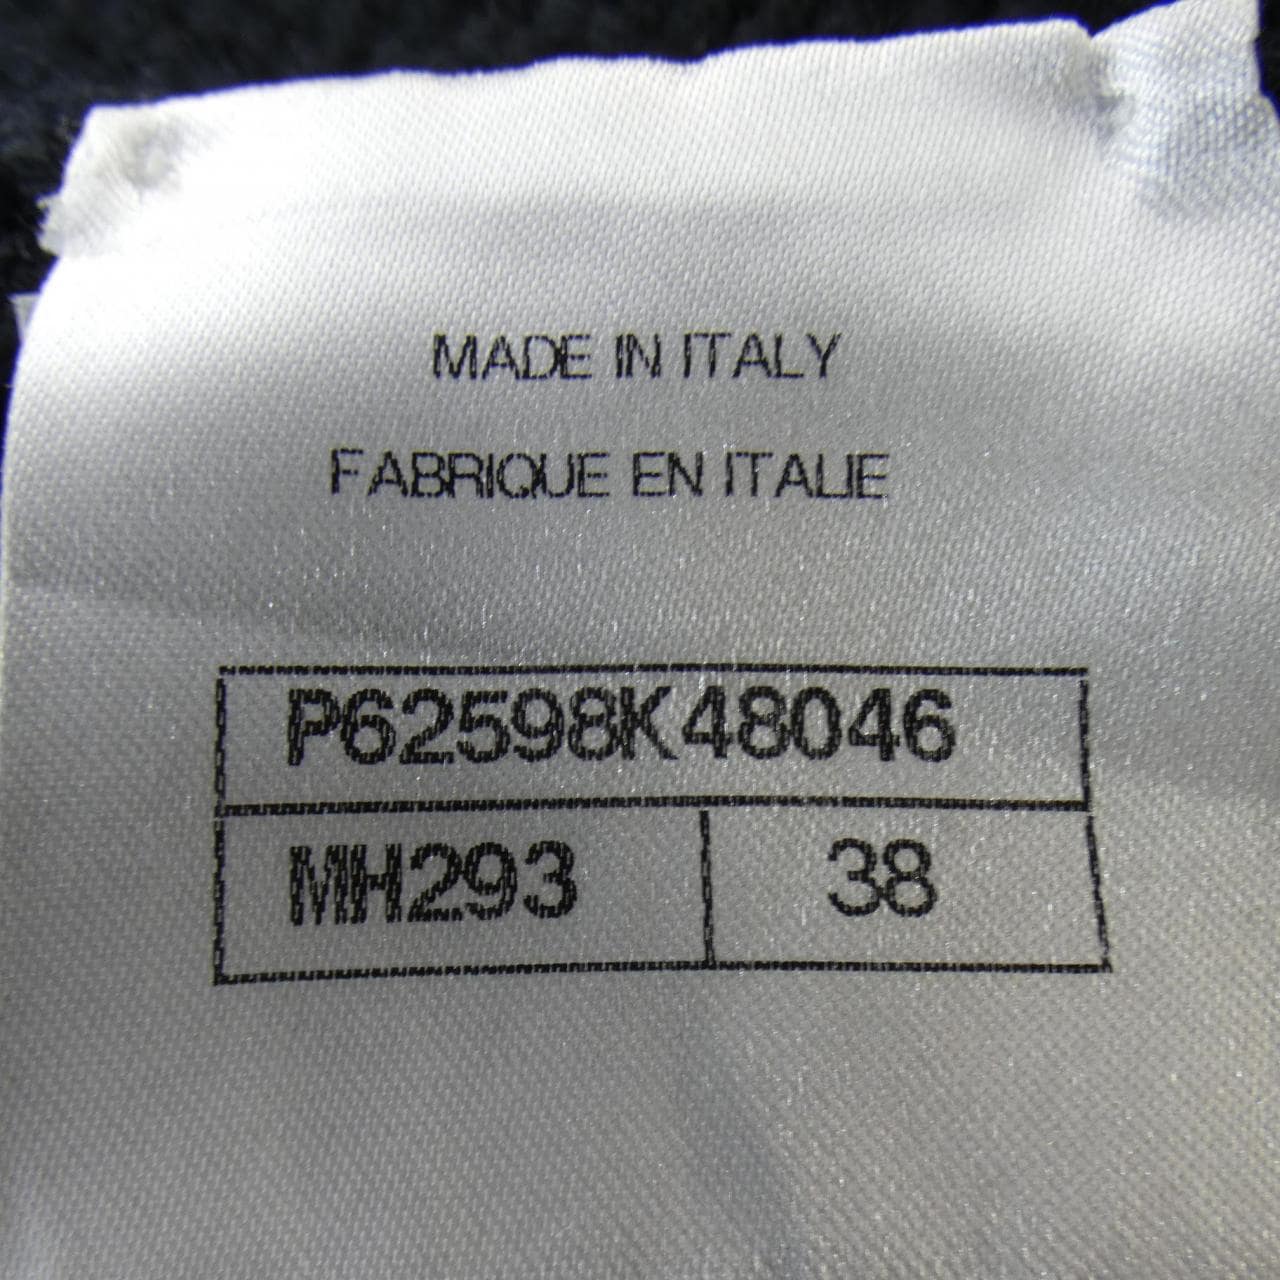 MADE IN ITALY
FABRIQUE EN ITALIE
P62598K48046
MH293 38